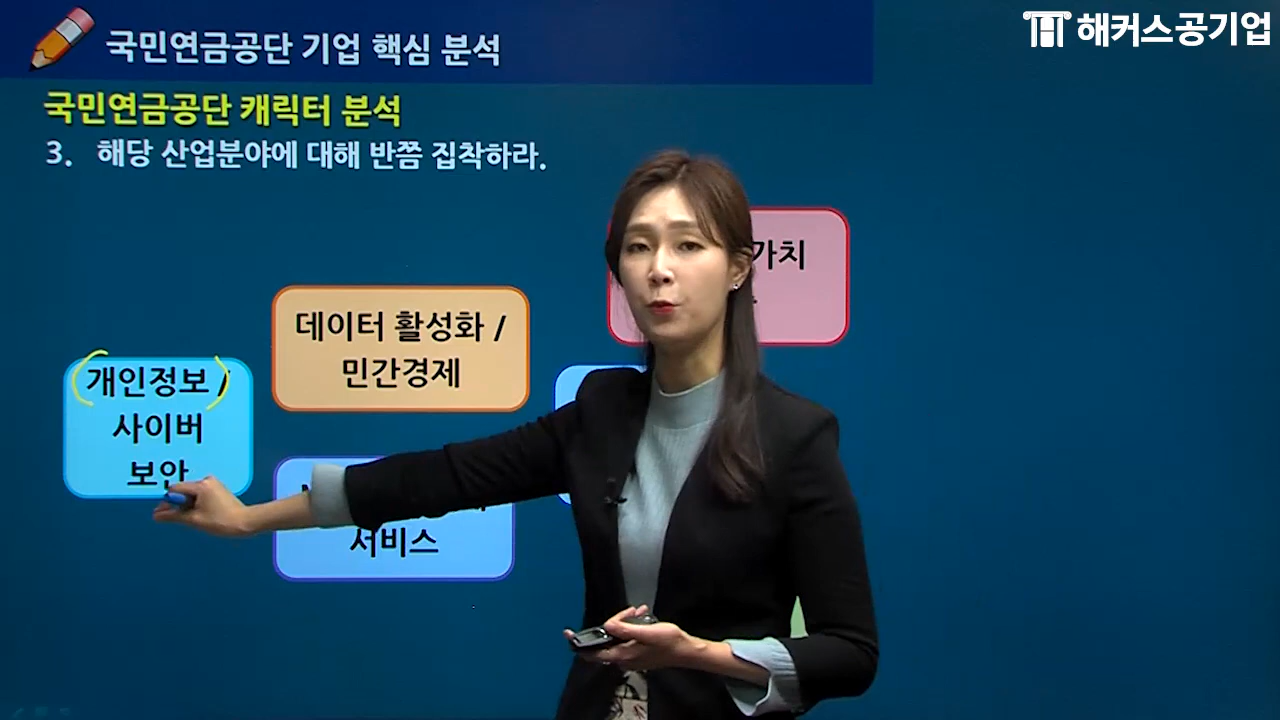 국민연금공단 기업 핵심 분석
해커스공기업
국민연금공단 캐릭터 분석
3. 해당 산업분야에 대해 반쯤 집착하라.
가치
데이터 활성화 /
민간경제
개인정보 /
사이버
보안
서비스